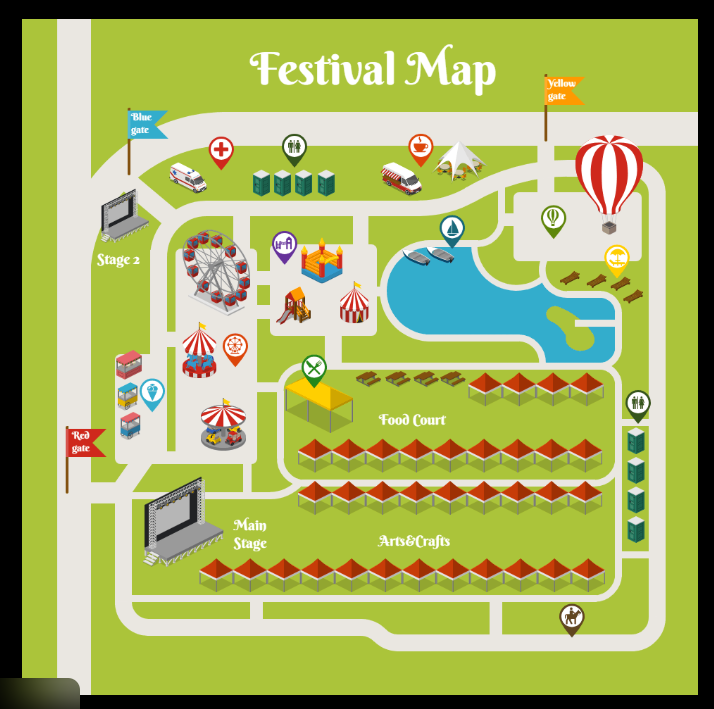 Festival Map
Yellow
gate
Blue
gate
Stage 2
Food Court
Red
gate
Main
Stage
Arts&Crafts